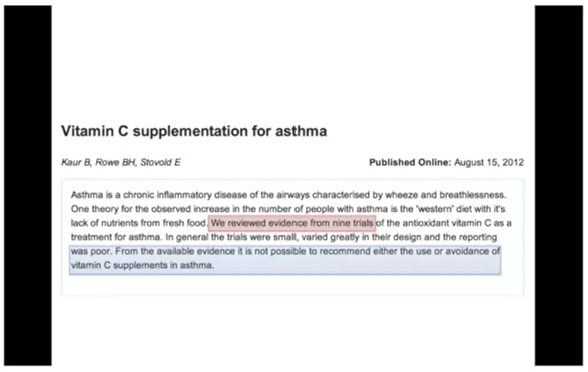 Vitamin C supplementation for asthma
Kaur B, Rowe BH, Stovold E Published Online: August 15, 2012
Asthma is a chronic inflammatory disease of the airways characterised by wheeze and breathlessness.
One theory for the observed increase in the number of people with asthma is the 'western' diet with it's
lack of nutrients from fresh food. We reviewed evidence from nine trials of the antioxidant vitamin C as a
treatment for asthma. In general the trials were small, varied greatly in their design and the reporting
was poor. From the available evidence it is not possible to recommend either the use or avoidance of
vitamin C supplements in asthma.